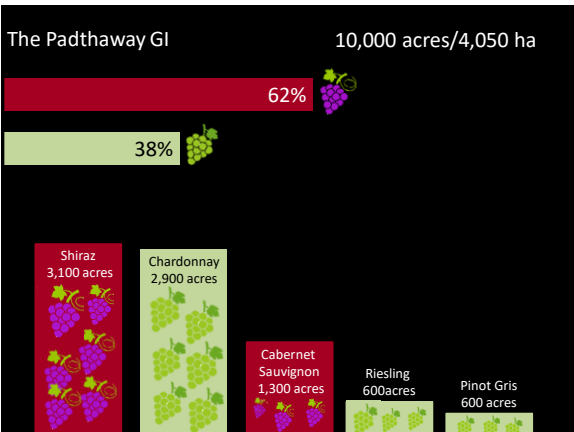 The Padthaway GI
10,000 acres/4,050 ha
62%
38%
Shiraz
3,100 acres
Chardonnay
2,900 acres
Cabernet
Sauvignon
1,300 acres
Riesling
600acres
Pinot Gris
600 acres